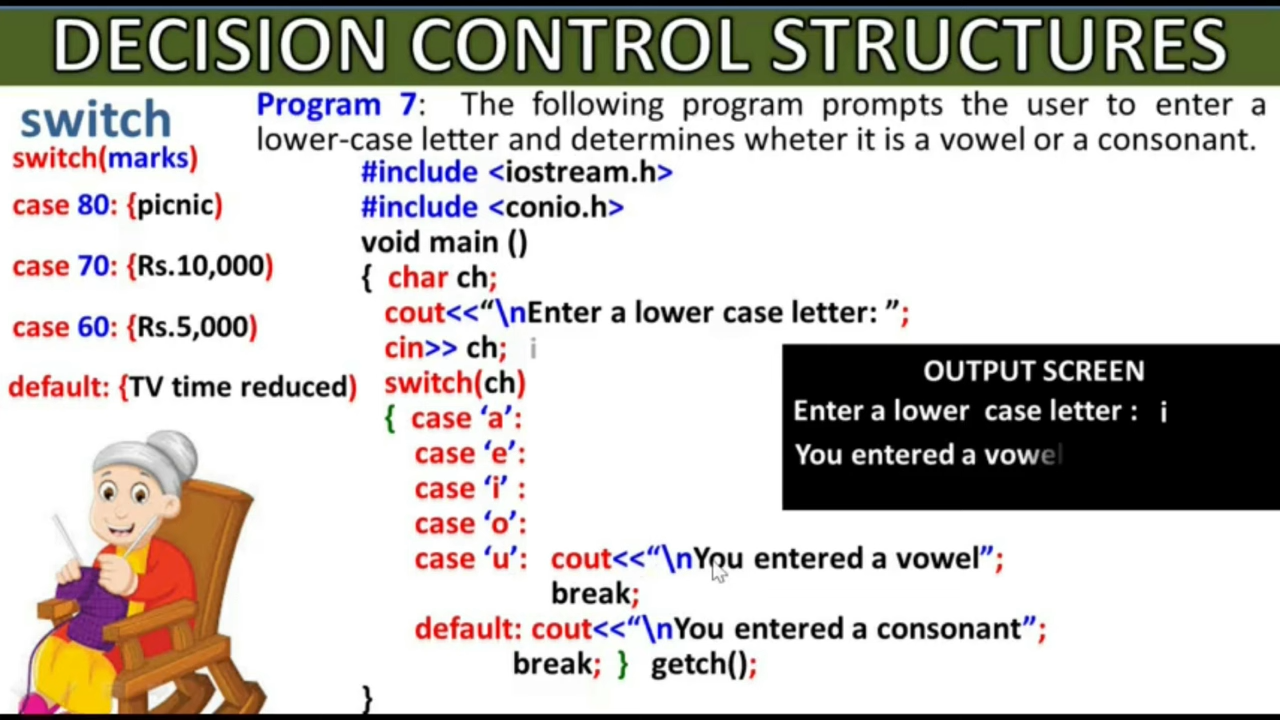 DECISION CONTROL STRUCTURES
switch
switch(marks)
case 80: {picnic)
case 70: {Rs.10,000)
case 60: {Rs.5,000)
default: {TV time reduced)
Program 7: The following program prompts the user to enter a
lower-case letter and determines wheter it is a vowel or a consonant.
#include <iostream.h>
#include <conio.h>
void main ()
{ char ch;
cout<<“\nEnter a lower case letter: ”;
cin>> ch; i
switch(ch)
{ case ‘a’:
case ‘e’:
case ‘i’ :
case ‘o’:
case ‘u’: cout<<“\nYou entered a vowel”;
break;
default: cout<<“\nYou entered a consonant”;
break; } getch();
}
OUTPUT SCREEN
Enter a lower case letter : i
You entered a vowel